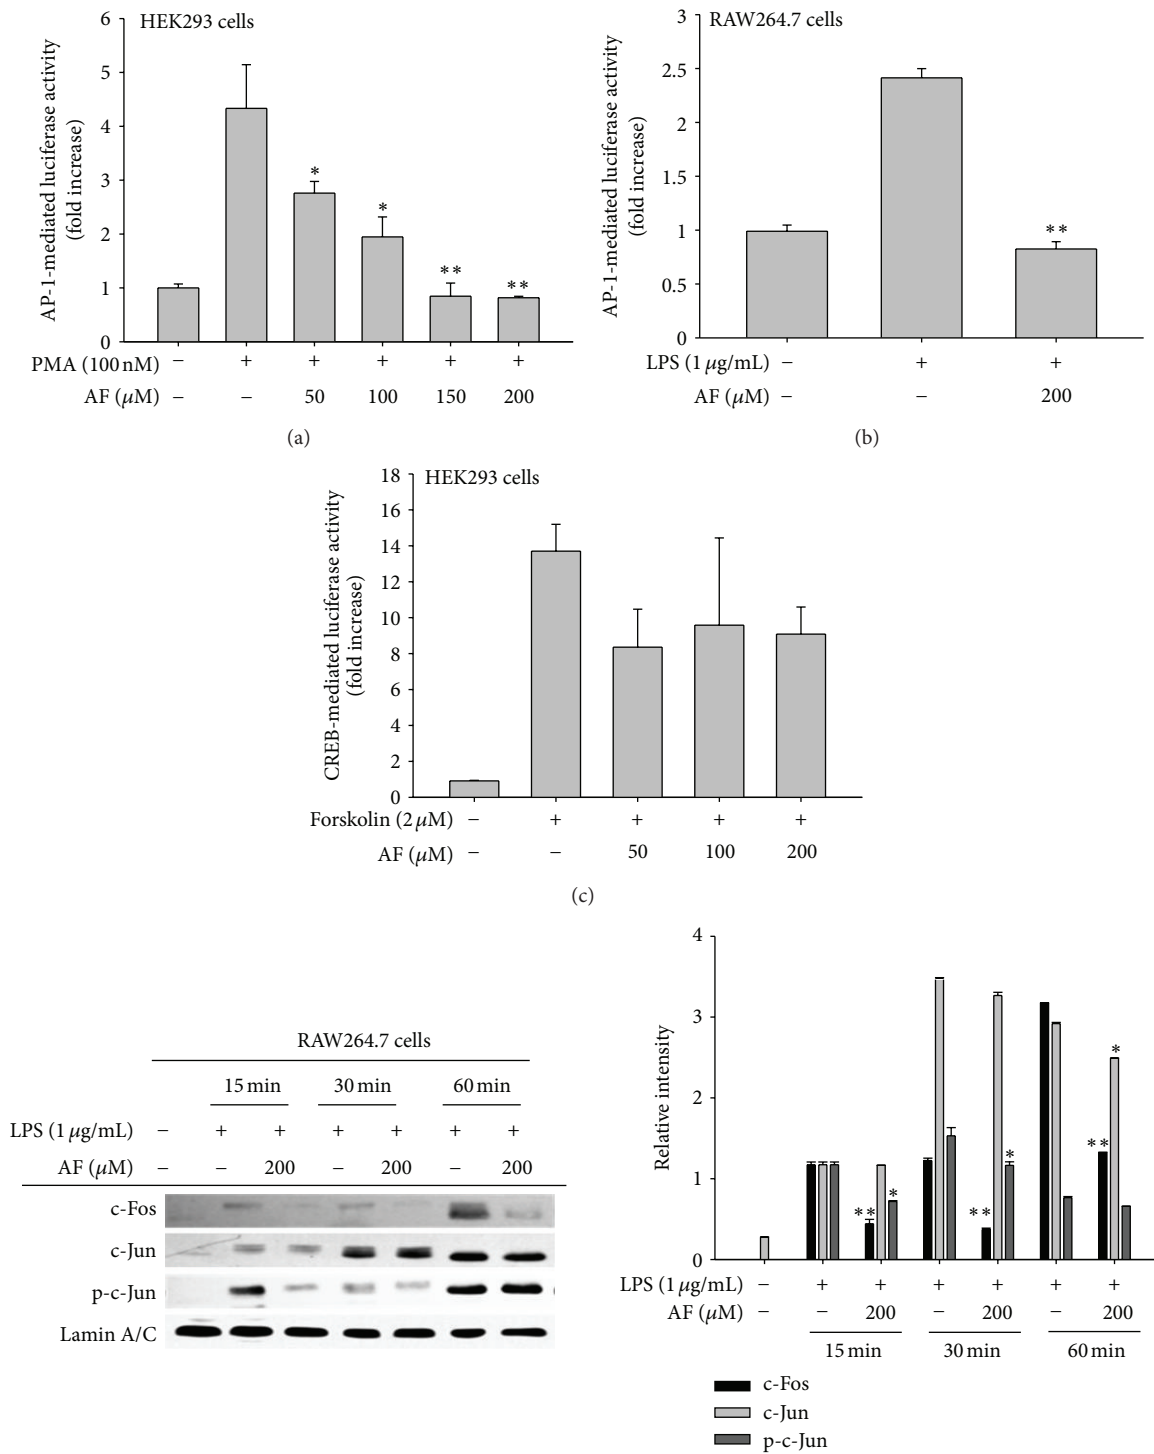 HEK293 cells
AP-1-mediated luciferase activity
(fold increase)
6
5
4
3
2
1
0
*
*
**
**
PMA (100 nM) − + + + + +
AF (μM) − − 50 100 150 200
(a)
RAW264.7 cells
AP-1-mediated luciferase activity
(fold increase)
3
2.5
2
1.5
1
0.5
0
**
LPS (1 μg/mL) − + +
AF (μM) − − 200
(b)
HEK293 cells
CREB-mediated luciferase activity
(fold increase)
18
16
14
12
10
8
6
4
2
0
Forskolin (2 μM) − + + + +
AF (μM) − − 50 100 200
(c)
RAW264.7 cells
15 min 30 min 60 min
LPS (1 μg/mL) − + + + + + +
AF (μM) − − 200 − 200 − 200
c-Fos
c-Jun
p-c-Jun
Lamin A/C
Relative intensity
4
3
2
1
0
**
*
**
*
**
*
LPS (1 μg/mL) − + + + + + +
AF (μM) − − 200 − 200 − 200
15 min 30 min 60 min
c-Fos
c-Jun
p-c-Jun